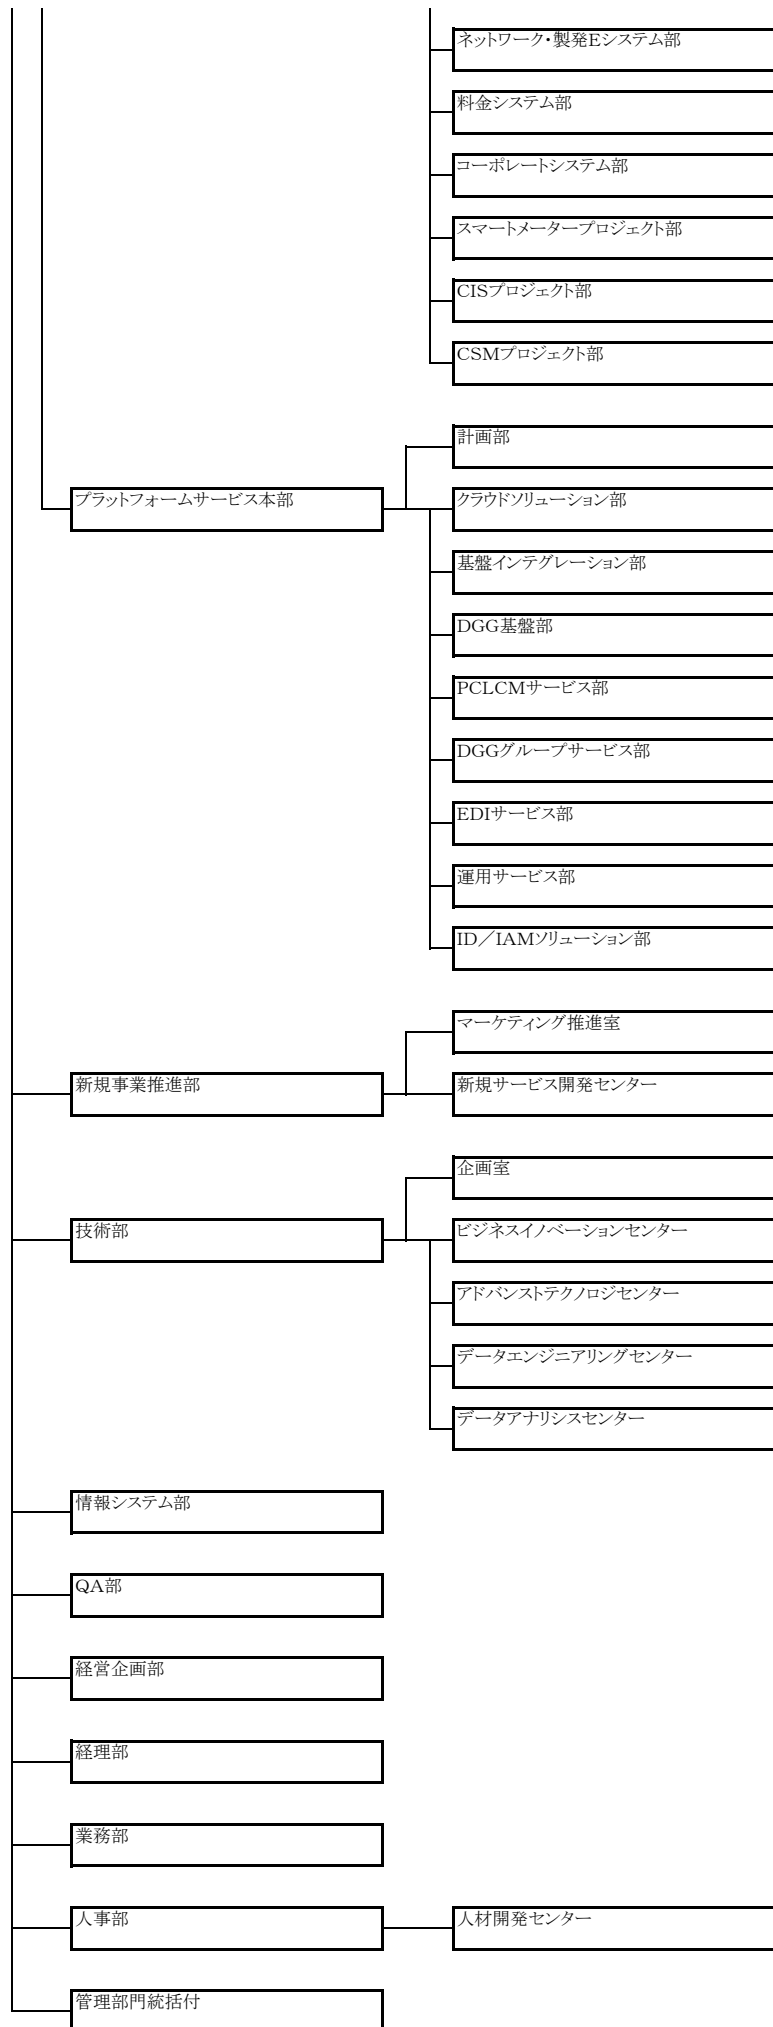 ネットワーク・製発Eシステム部
料金システム部
コーポレートシステム部
スマートメータープロジェクト部
CISプロジェクト部
CSMプロジェクト部
計画部
プラットフォームサービス本部
クラウドソリューション部
基盤インテグレーション部
DGG基盤部
PCLCMサービス部
DGGグループサービス部
EDIサービス部
運用サービス部
ID／IAMソリューション部
マーケティング推進室
新規事業推進部
新規サービス開発センター
企画室
技術部
ビジネスイノベーションセンター
アドバンストテクノロジセンター
データエンジニアリングセンター
データアナリシスセンター
情報システム部
QA部
経営企画部
経理部
業務部
人事部
人材開発センター
管理部門統括付